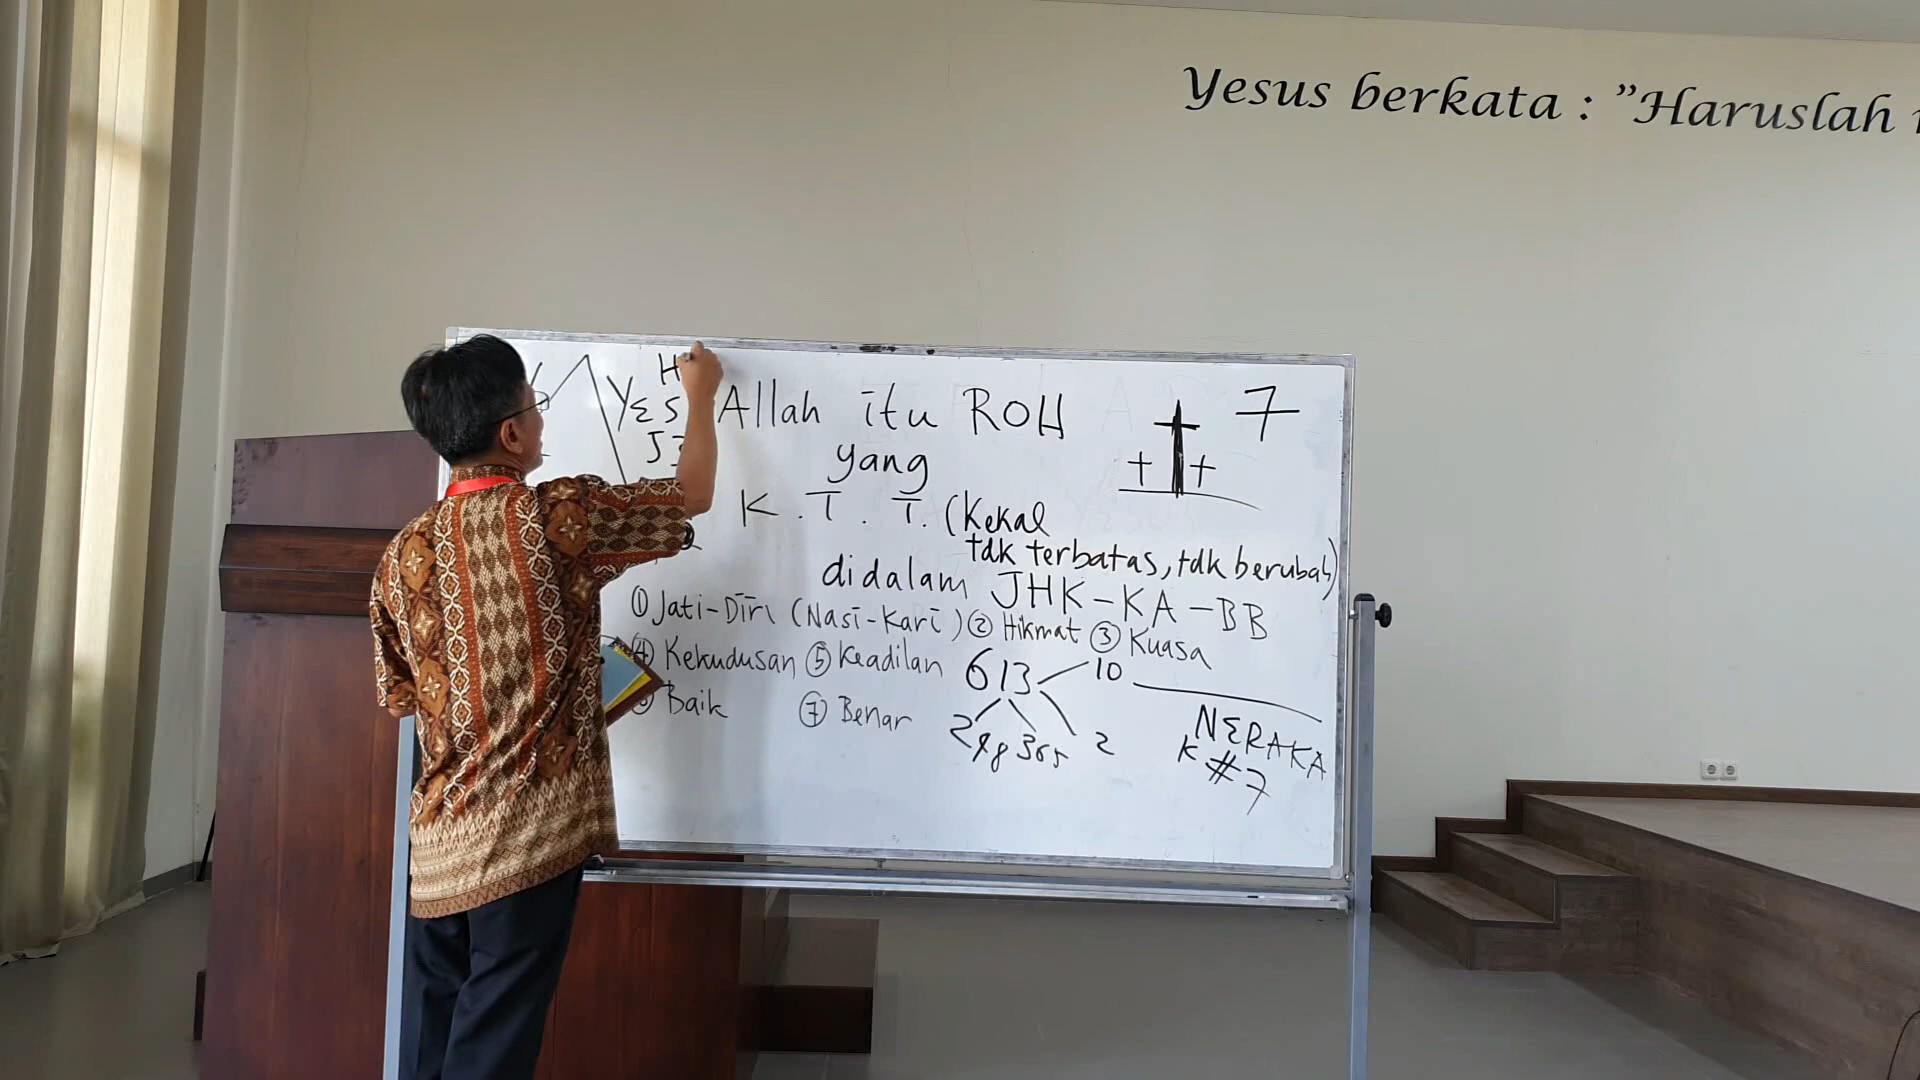 Yesus berkata : "Haruslah
H
YES
J
Allah itu ROH
yang
K . T . T . (Kekal
tdk terbatas, tdk berubah)
didalam JHK-KA-BB
① Jati-Diri (Nasi-Kari) ② Hikmat ③ Kuasa
④ Kekudusan ⑤ Keadilan
Baik ⑦ Benar
7
613 10
248 365 2
NERAKA
K #7